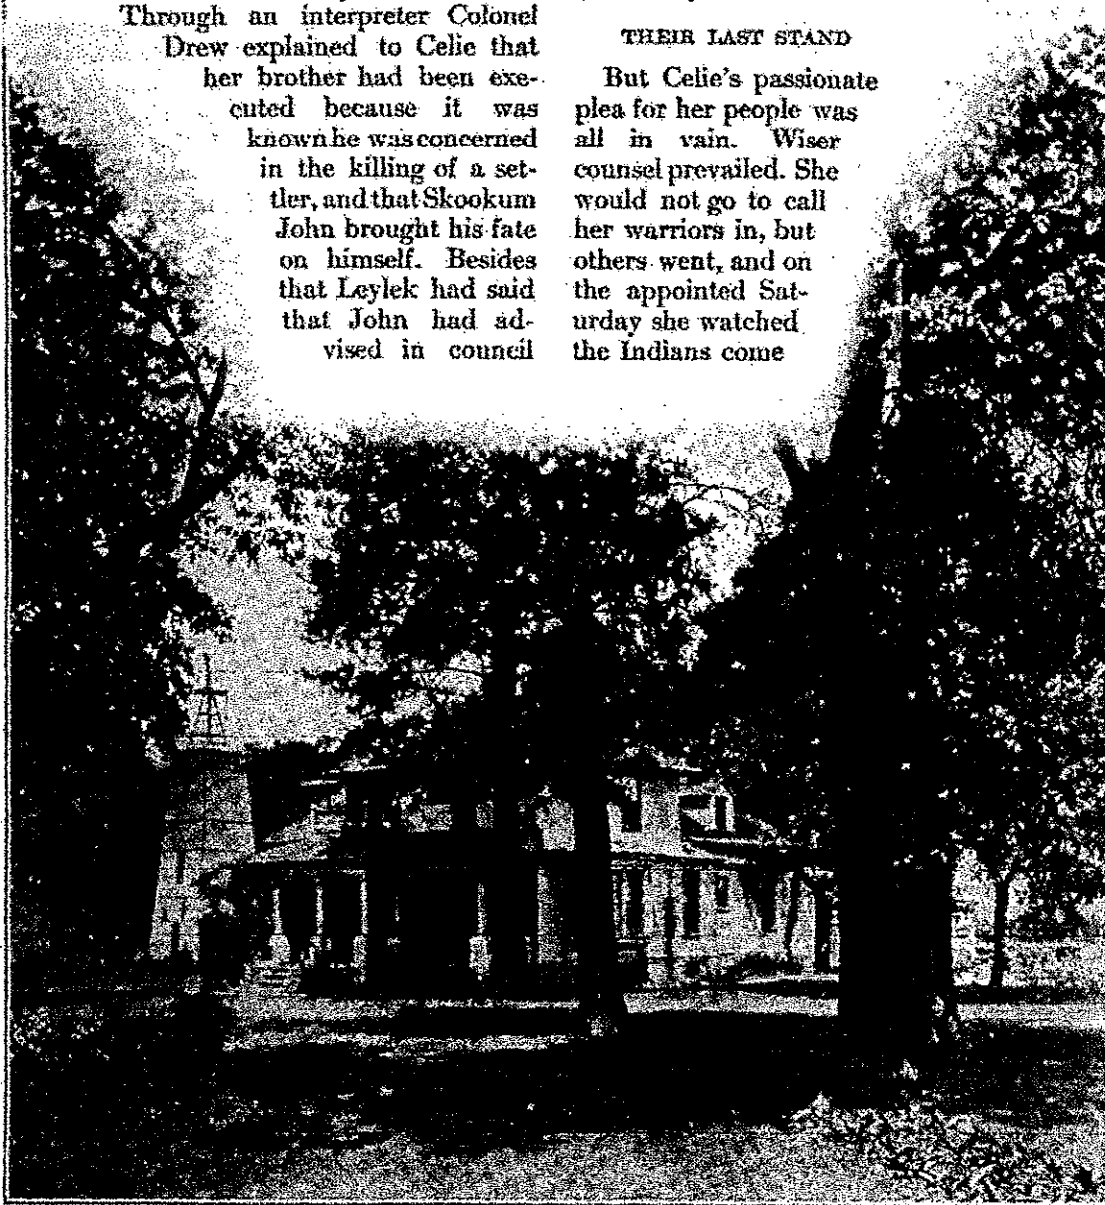 Through an interpreter Colonel
Drew explained to Celie that
her brother had been exe-
cuted because it was
known he was concerned
in the killing of a set-
tler, and that Skookum
John brought his fate
on himself. Besides
that Leylek had said
that John had ad-
vised in council
THEIR LAST STAND
But Celie's passionate
plea for her people was
all in vain. Wiser
counsel prevailed. She
would not go to call
her warriors in, but
others went, and on
the appointed Sat-
urday she watched
the Indians come